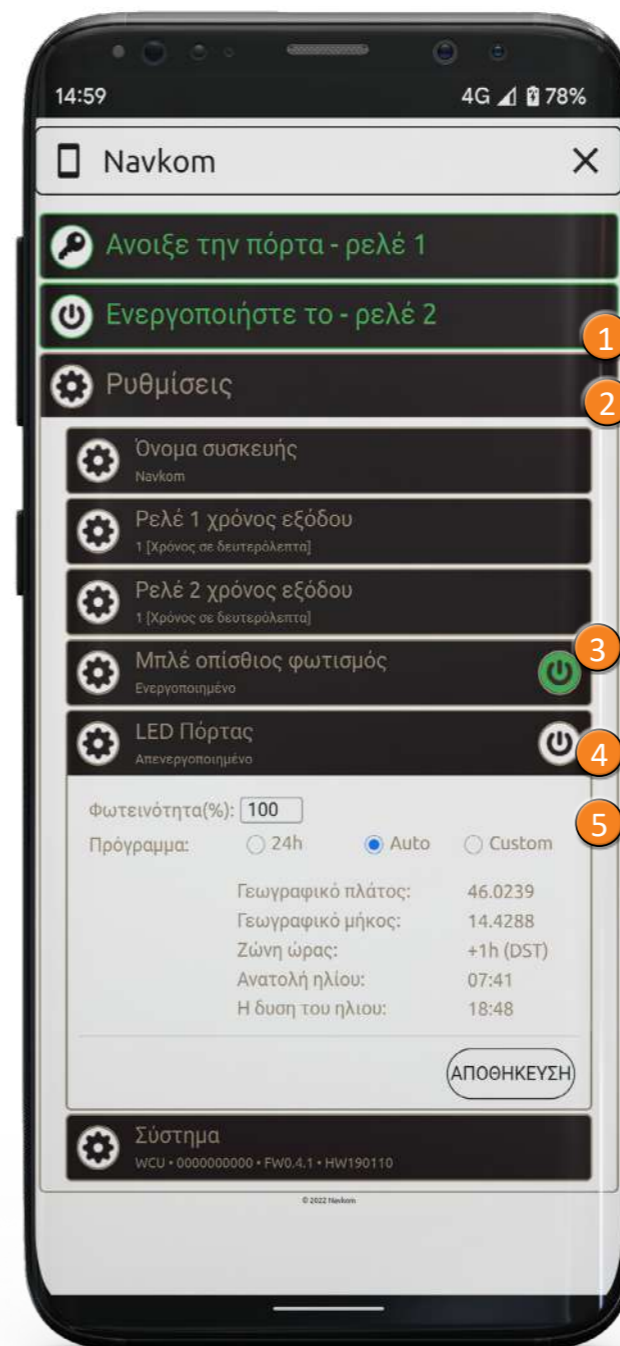 14:59 4G 78%
Navkom
Ανοιξε την πόρτα - ρελέ 1
Ενεργοποιήστε το - ρελέ 2
1
Ρυθμίσεις
2
Όνομα συσκευής
Navkom
Ρελέ 1 χρόνος εξόδου
1 [Χρόνος σε δευτερόλεπτα]
Ρελέ 2 χρόνος εξόδου
1 [Χρόνος σε δευτερόλεπτα]
Μπλέ οπίσθιος φωτισμός
3
Ενεργοποιημένο
LED Πόρτας
4
Απενεργοποιημένο
Φωτεινότητα(%): 100
5
Πρόγραμμα: 24h Auto Custom
Γεωγραφικό πλάτος: 46.0239
Γεωγραφικό μήκος: 14.4288
Ζώνη ώρας: +1h (DST)
Ανατολή ηλίου: 07:41
Η δυση του ηλιου: 18:48
ΑΠΟΘΗΚΕΥΣΗ
Σύστημα
WCU • 0000000000 • FW0.4.1 • HW190110
© 2022 Navkom